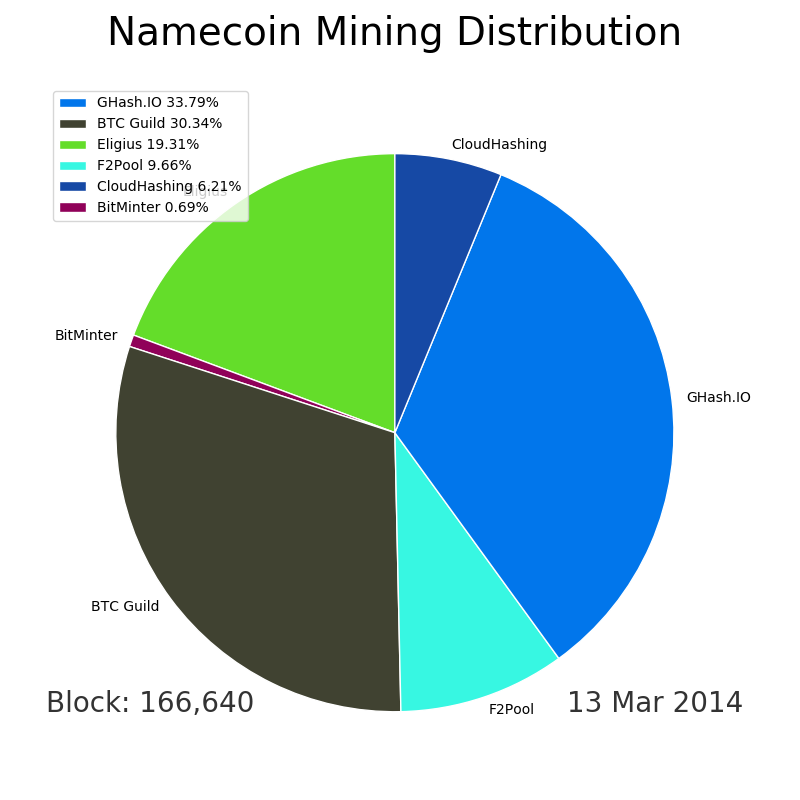 Namecoin Mining Distribution
GHash.IO 33.79%
BTC Guild 30.34%
Eligius 19.31%
F2Pool 9.66%
CloudHashing 6.21%
BitMinter 0.69%
CloudHashing
Eligius
BitMinter
GHash.IO
BTC Guild
F2Pool
Block: 166,640
13 Mar 2014